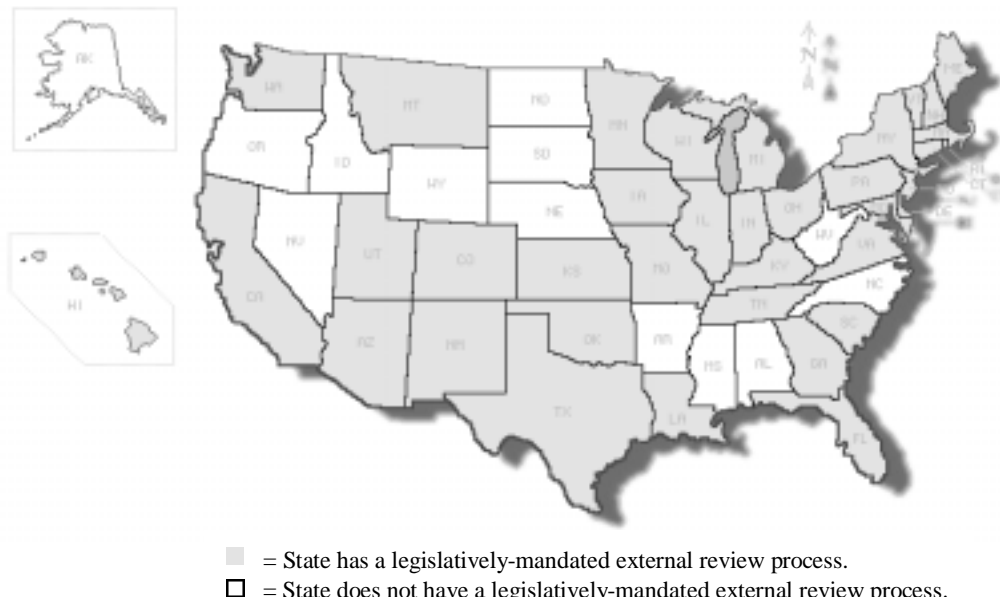 AK
HI
WA
OR
ID
MT
WY
ND
SD
NE
MN
WI
MI
IA
IL
IN
OH
PA
NY
ME
NV
UT
CO
KS
MO
KY
WV
VA
CA
AZ
NM
OK
TX
AR
LA
MS
AL
TN
NC
SC
GA
FL
N
= State has a legislatively-mandated external review process.
= State does not have a legislatively-mandated external review process.